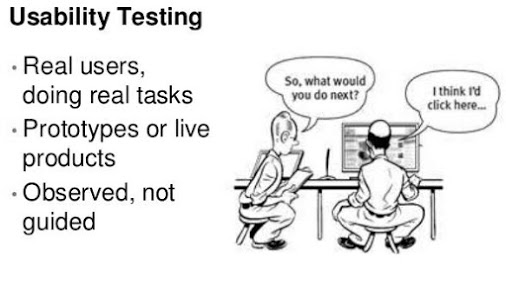 Usability Testing
• Real users,
doing real tasks
• Prototypes or live
products
• Observed, not
guided
So, what would
you do next?
I think I'd
click here...